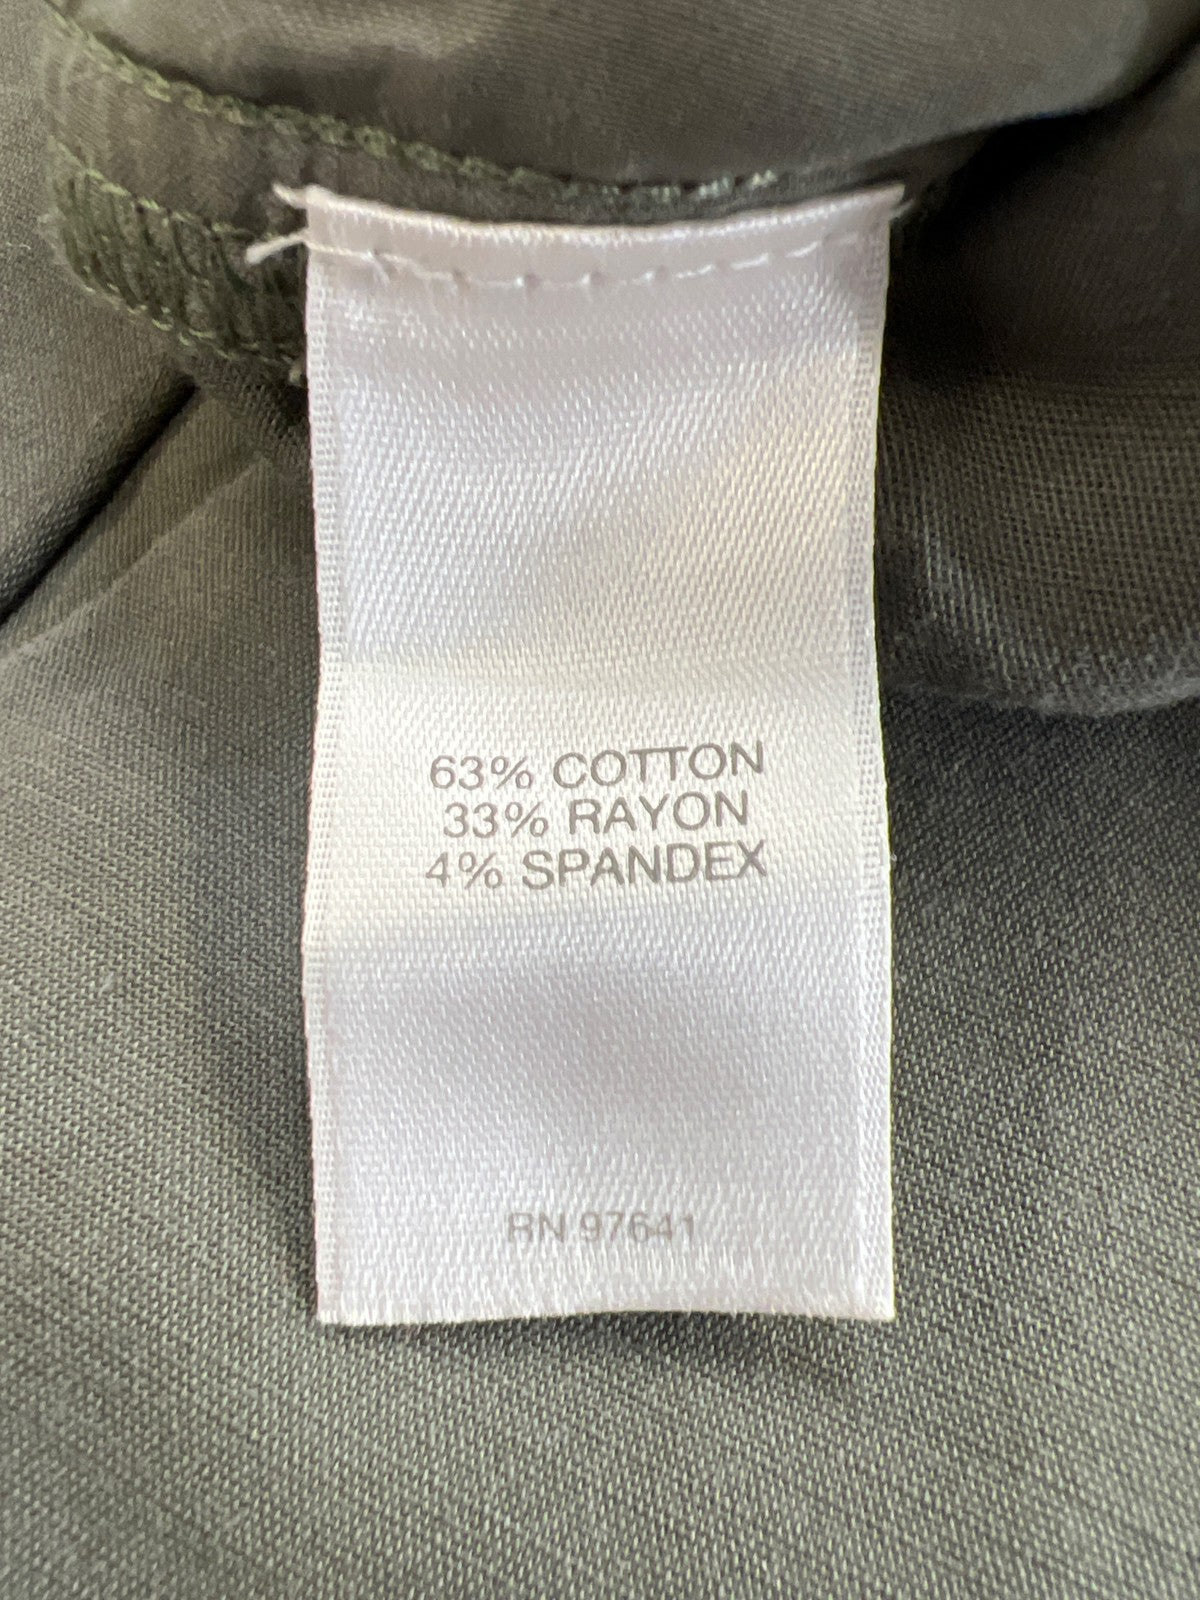 63% COTTON
33% RAYON
4% SPANDEX
RN 97641